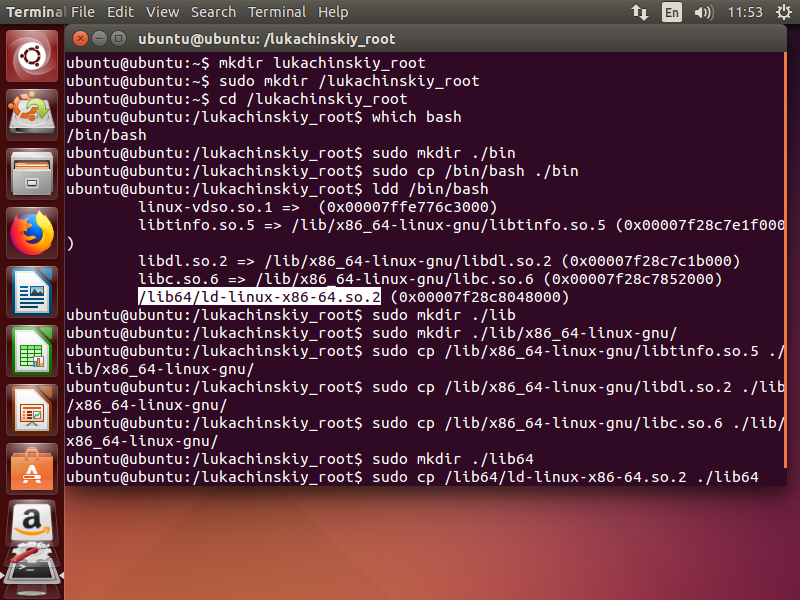 Terminal File Edit View Search Terminal Help En 11:53
ubuntu@ubuntu: /lukachinskiy_root
ubuntu@ubuntu:~$ mkdir lukachinskiy_root
ubuntu@ubuntu:~$ sudo mkdir /lukachinskiy_root
ubuntu@ubuntu:~$ cd /lukachinskiy_root
ubuntu@ubuntu:/lukachinskiy_root$ which bash
/bin/bash
ubuntu@ubuntu:/lukachinskiy_root$ sudo mkdir ./bin
ubuntu@ubuntu:/lukachinskiy_root$ sudo cp /bin/bash ./bin
ubuntu@ubuntu:/lukachinskiy_root$ ldd /bin/bash
linux-vdso.so.1 =>  (0x00007ffe776c3000)
libtinfo.so.5 => /lib/x86_64-linux-gnu/libtinfo.so.5 (0x00007f28c7e1f000
)
libdl.so.2 => /lib/x86_64-linux-gnu/libdl.so.2 (0x00007f28c7c1b000)
libc.so.6 => /lib/x86_64-linux-gnu/libc.so.6 (0x00007f28c7852000)
/lib64/ld-linux-x86-64.so.2 (0x00007f28c8048000)
ubuntu@ubuntu:/lukachinskiy_root$ sudo mkdir ./lib
ubuntu@ubuntu:/lukachinskiy_root$ sudo mkdir ./lib/x86_64-linux-gnu/
ubuntu@ubuntu:/lukachinskiy_root$ sudo cp /lib/x86_64-linux-gnu/libtinfo.so.5 ./
lib/x86_64-linux-gnu/
ubuntu@ubuntu:/lukachinskiy_root$ sudo cp /lib/x86_64-linux-gnu/libdl.so.2 ./lib
/x86_64-linux-gnu/
ubuntu@ubuntu:/lukachinskiy_root$ sudo cp /lib/x86_64-linux-gnu/libc.so.6 ./lib/
x86_64-linux-gnu/
ubuntu@ubuntu:/lukachinskiy_root$ sudo mkdir ./lib64
ubuntu@ubuntu:/lukachinskiy_root$ sudo cp /lib64/ld-linux-x86-64.so.2 ./lib64